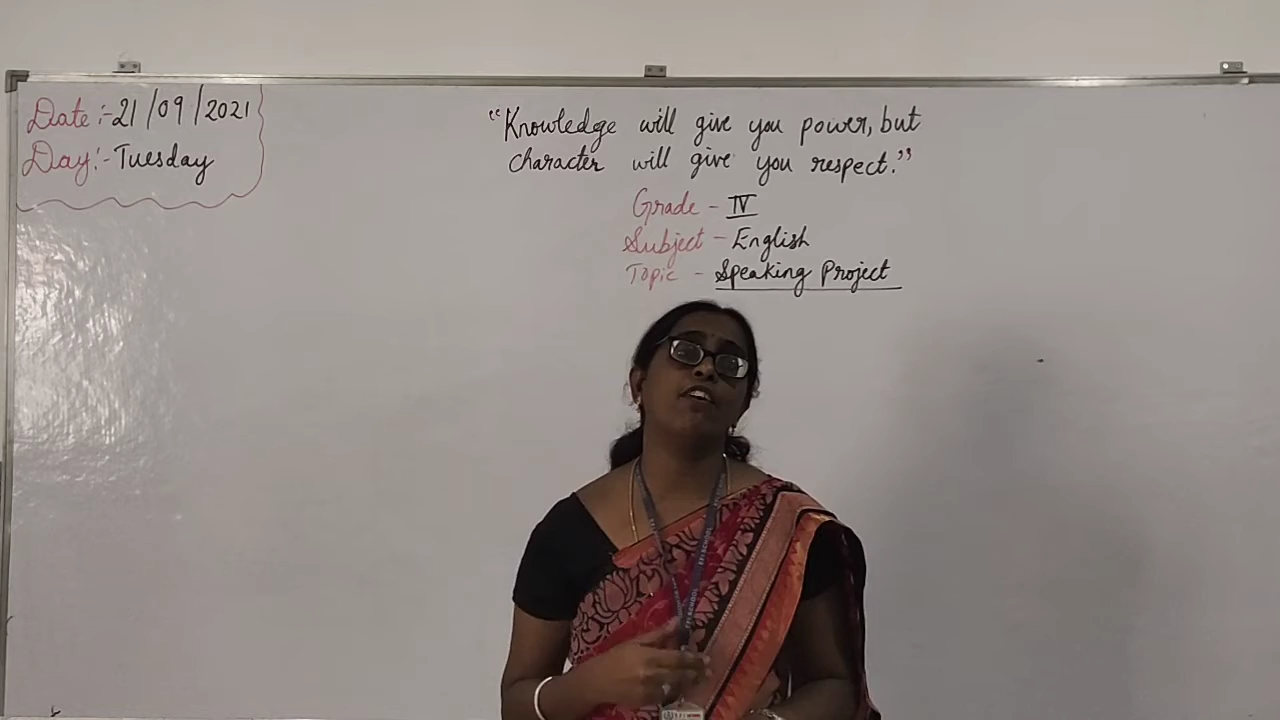 Date :- 21/09/2021
Day:- Tuesday
"Knowledge will give you power, but
character will give you respect."
Grade - IV
Subject - English
Topic - Speaking Project